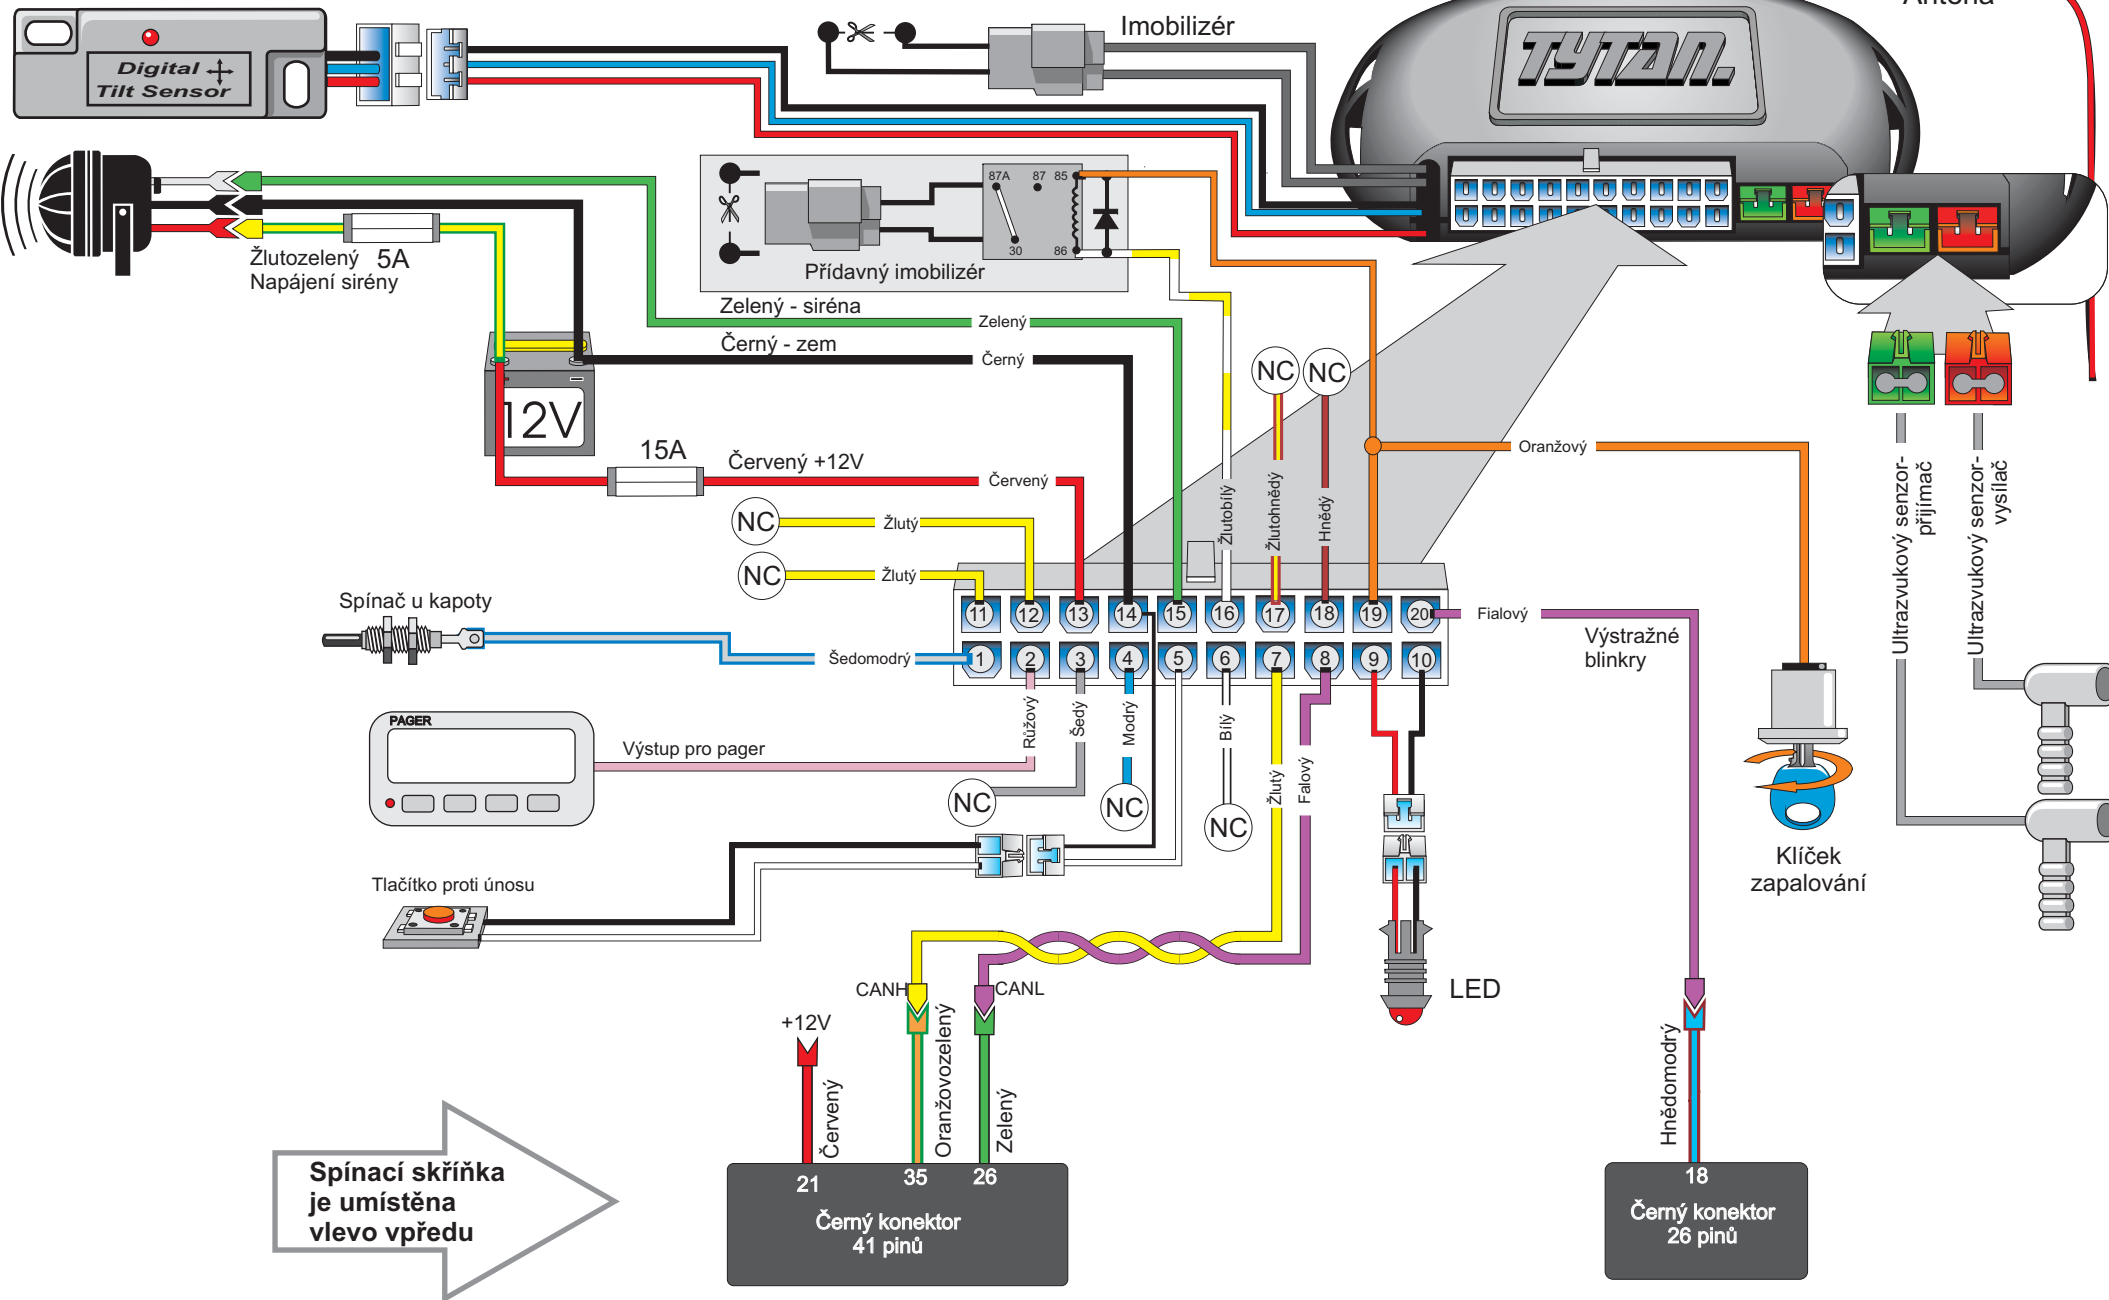 Anténa
Imobilizér
TYTAN.
Digital
Tilt Sensor
87A 87 85
30 86
Přídavný imobilizér
Žlutozelený 5A
Napájení sirény
Zelený - siréna
Zelený
Černý - zem
Černý
12V
15A
Červený +12V
Červený
NC
Žlutý
NC
Žlutý
NC
NC
Žlutobílý
Žlutohnědý
Hnědý
Oranžový
Ultrazvukový senzor-
přijímač
Ultrazvukový senzor-
vysílač
Spínač u kapoty
Šedomodrý
11 12 13 14 15 16 17 18 19 20
1 2 3 4 5 6 7 8 9 10
Fialový
Výstražné
blinkry
PAGER
Výstup pro pager
Růžový
Šedý
Modrý
Bílý
Žlutý
Falový
NC
NC
NC
Klíček
zapalování
Tlačítko proti únosu
LED
CANH
CANL
+12V
Červený
Oranžovozelený
Zelený
Hnědomodrý
Spínací skříňka
je umístěna
vlevo vpředu
21 35 26
Černý konektor
41 pinů
18
Černý konektor
26 pinů